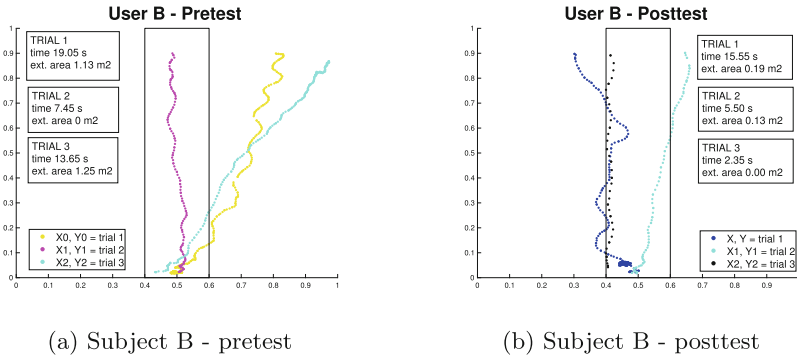 User B - Pretest
TRIAL 1
time 19.05 s
ext. area 1.13 m2
TRIAL 2
time 7.45 s
ext. area 0 m2
TRIAL 3
time 13.65 s
ext. area 1.25 m2
X0, Y0 = trial 1
X1, Y1 = trial 2
X2, Y2 = trial 3
1
0.9
0.8
0.7
0.6
0.5
0.4
0.3
0.2
0.1
0
0 0.1 0.2 0.3 0.4 0.5 0.6 0.7 0.8 0.9 1
(a) Subject B - pretest
User B - Posttest
TRIAL 1
time 15.55 s
ext. area 0.19 m2
TRIAL 2
time 5.50 s
ext. area 0.13 m2
TRIAL 3
time 2.35 s
ext. area 0.00 m2
X, Y = trial 1
X1, Y1 = trial 2
X2, Y2 = trial 3
1
0.9
0.8
0.7
0.6
0.5
0.4
0.3
0.2
0.1
0
0 0.1 0.2 0.3 0.4 0.5 0.6 0.7 0.8 0.9
(b) Subject B - posttest